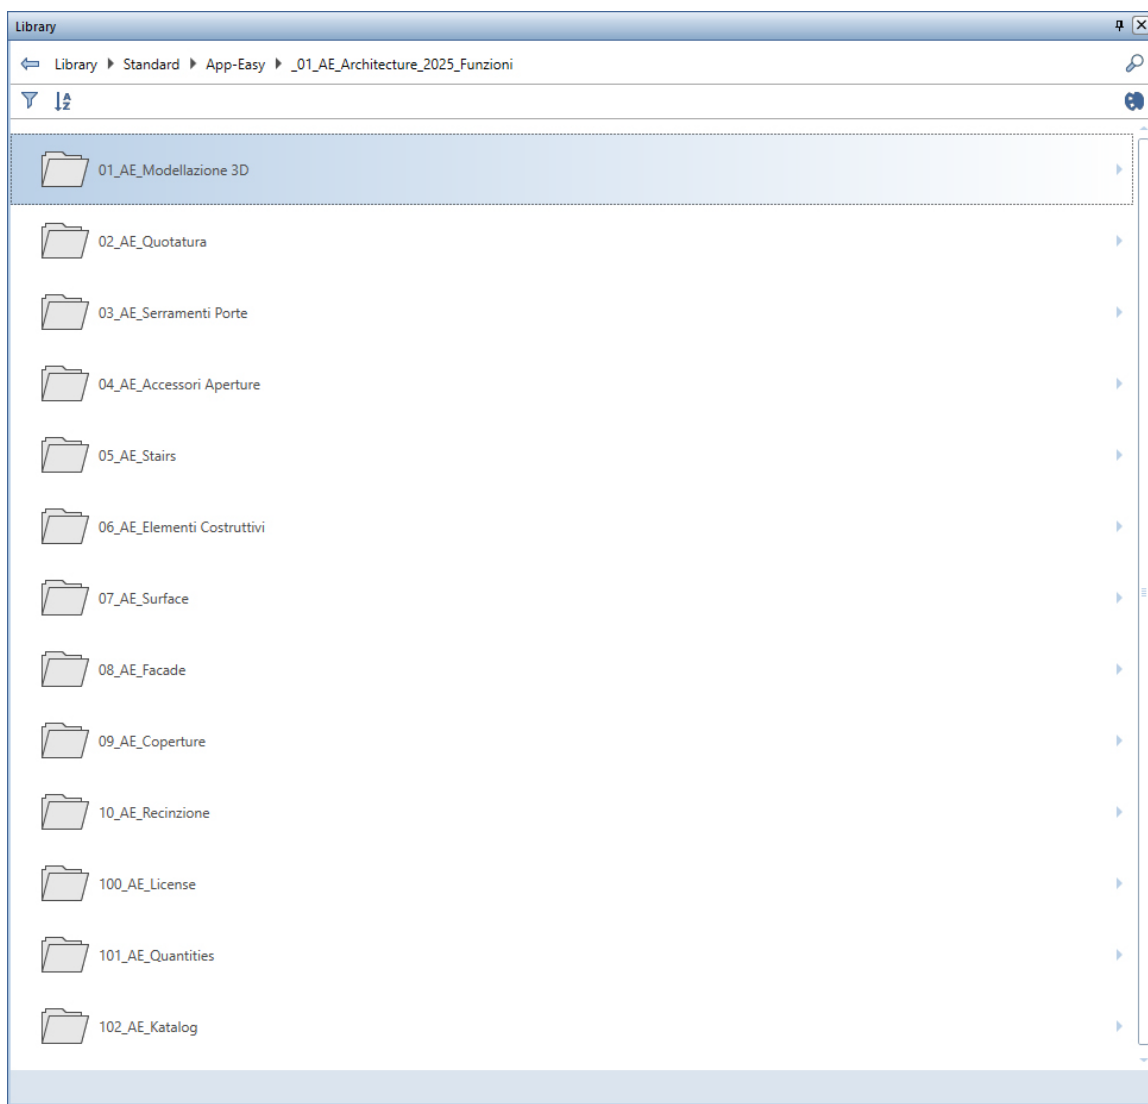 Library
Library Standard App-Easy _01_AE_Architecture_2025_Funzioni
01_AE_Modellazione 3D
02_AE_Quotatura
03_AE_Serramenti Porte
04_AE_Accessori Aperture
05_AE_Stairs
06_AE_Elementi Costruttivi
07_AE_Surface
08_AE_Facade
09_AE_Coperture
10_AE_Recinzione
100_AE_License
101_AE_Quantities
102_AE_Katalog